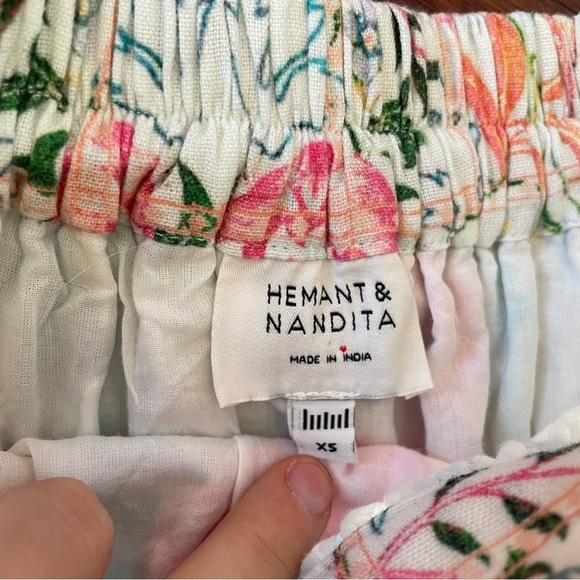 HEMANT &
NANDITA
MADE IN INDIA
XS